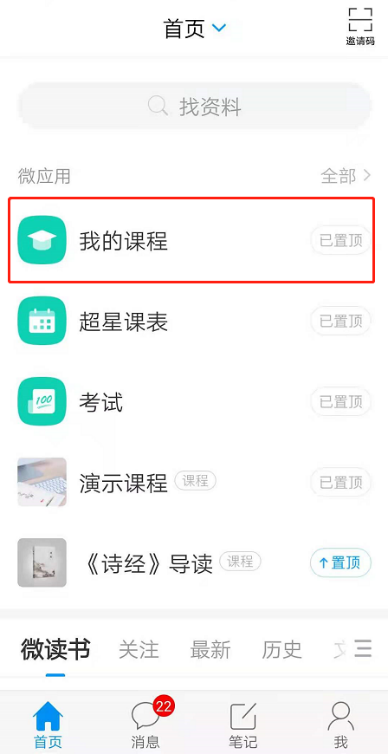 首页
邀请码
找资料
微应用 全部
我的课程 已置顶
超星课表 已置顶
100
考试 已置顶
演示课程 课程 已置顶
《诗经》导读 课程 置顶
微读书 关注 最新 历史
22
首页 消息 笔记 我